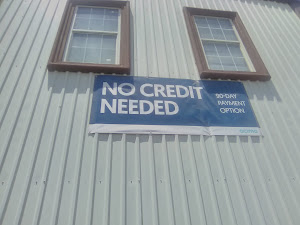 NO CREDIT
NEEDED
90-DAY
PAYMENT
OPTION